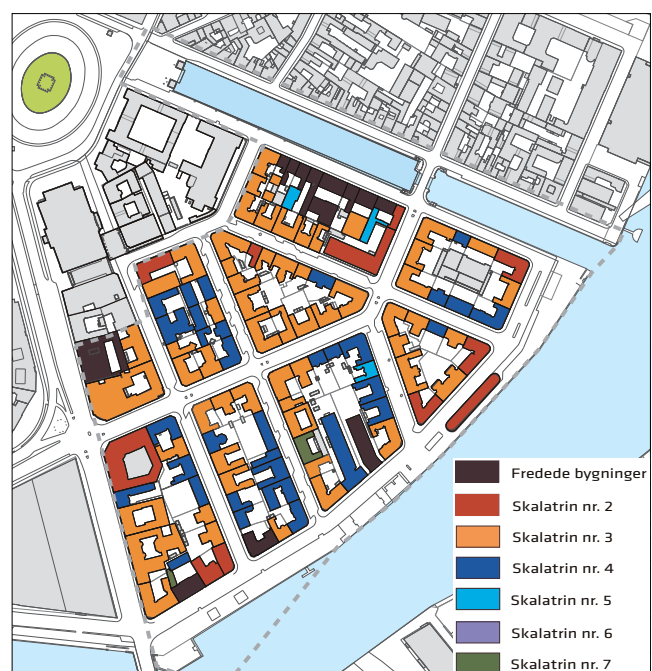 Fredede bygninger
Skalatrin nr. 2
Skalatrin nr. 3
Skalatrin nr. 4
Skalatrin nr. 5
Skalatrin nr. 6
Skalatrin nr. 7